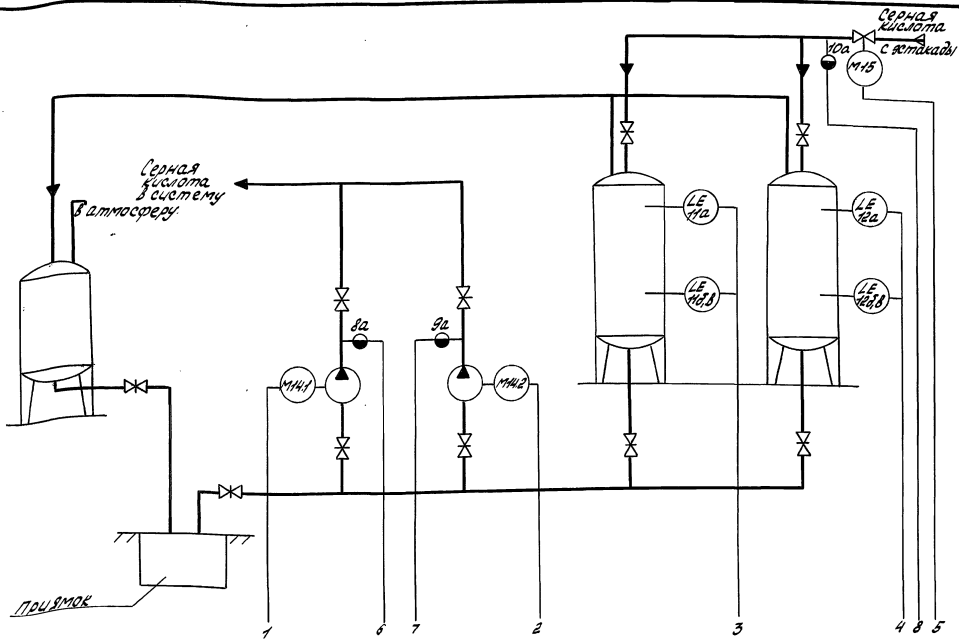 Серная
кислота
с эстакады
10а
М15
Серная
кислота
в систему
в атмосферу
LE
11а
LE
12а
LE
11б,в
LE
12б,в
8а
9а
М14.1
М14.2
Приямок
1
6
7
2
3
4
8
5